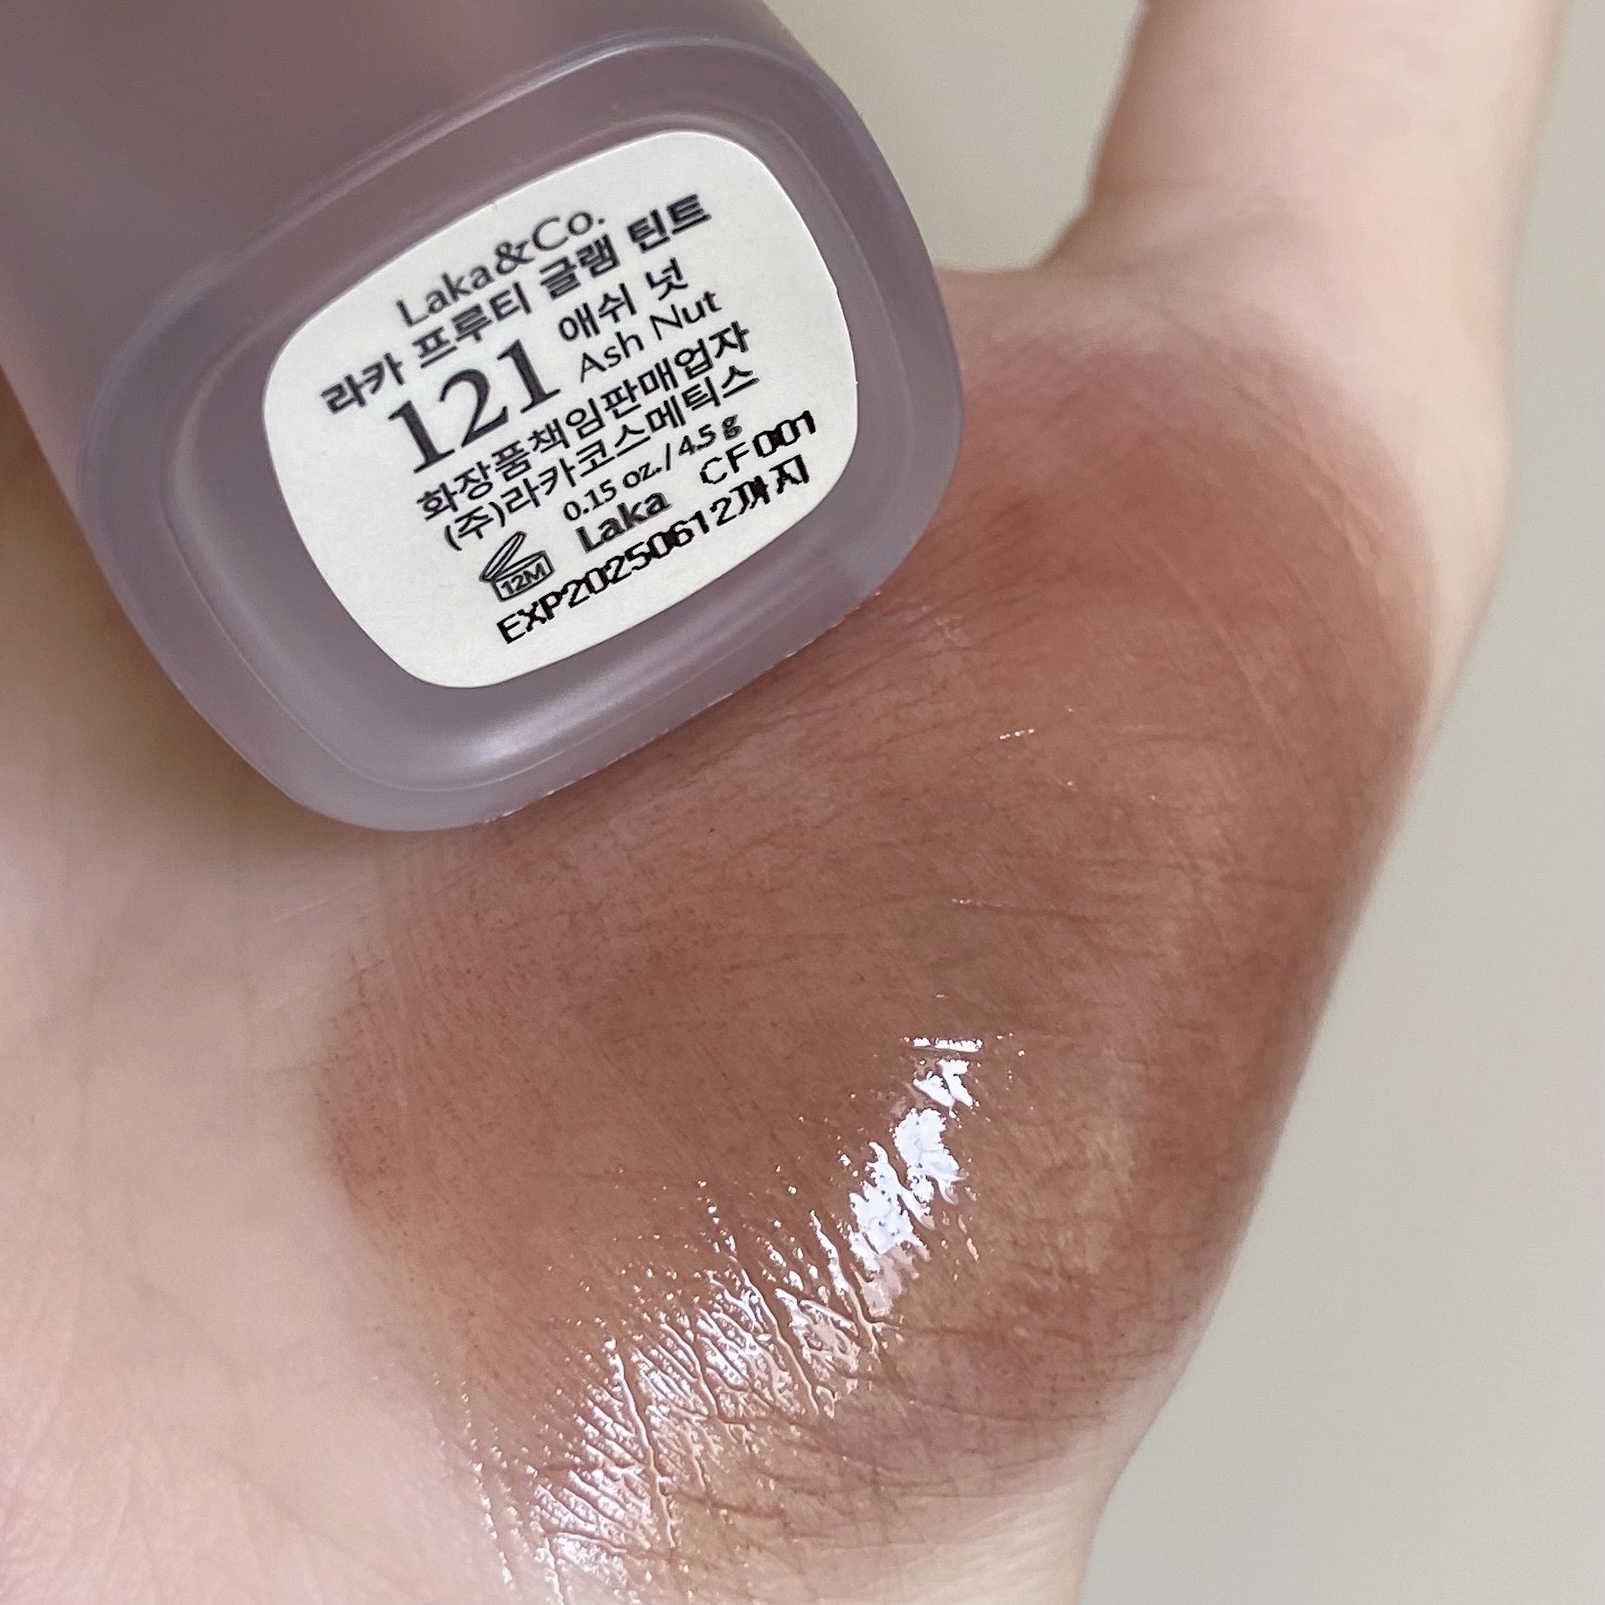 Laka&Co.
라카 프루티 글램 틴트
121 애쉬 넛
Ash Nut
화장품책임판매업자
(주)라카코스메틱스
0.15 oz. / 4.5 g
12M Laka CF001
EXP20250612까지